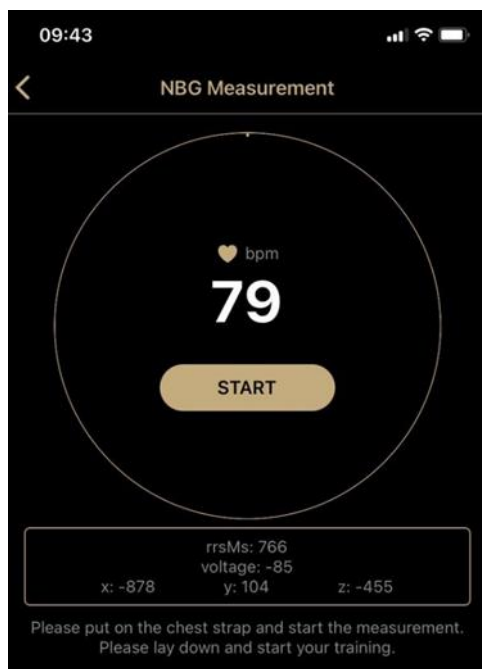 09:43
NBG Measurement
bpm
79
START
rrsMs: 766
voltage: -85
x: -878 y: 104 z: -455
Please put on the chest strap and start the measurement.
Please lay down and start your training.